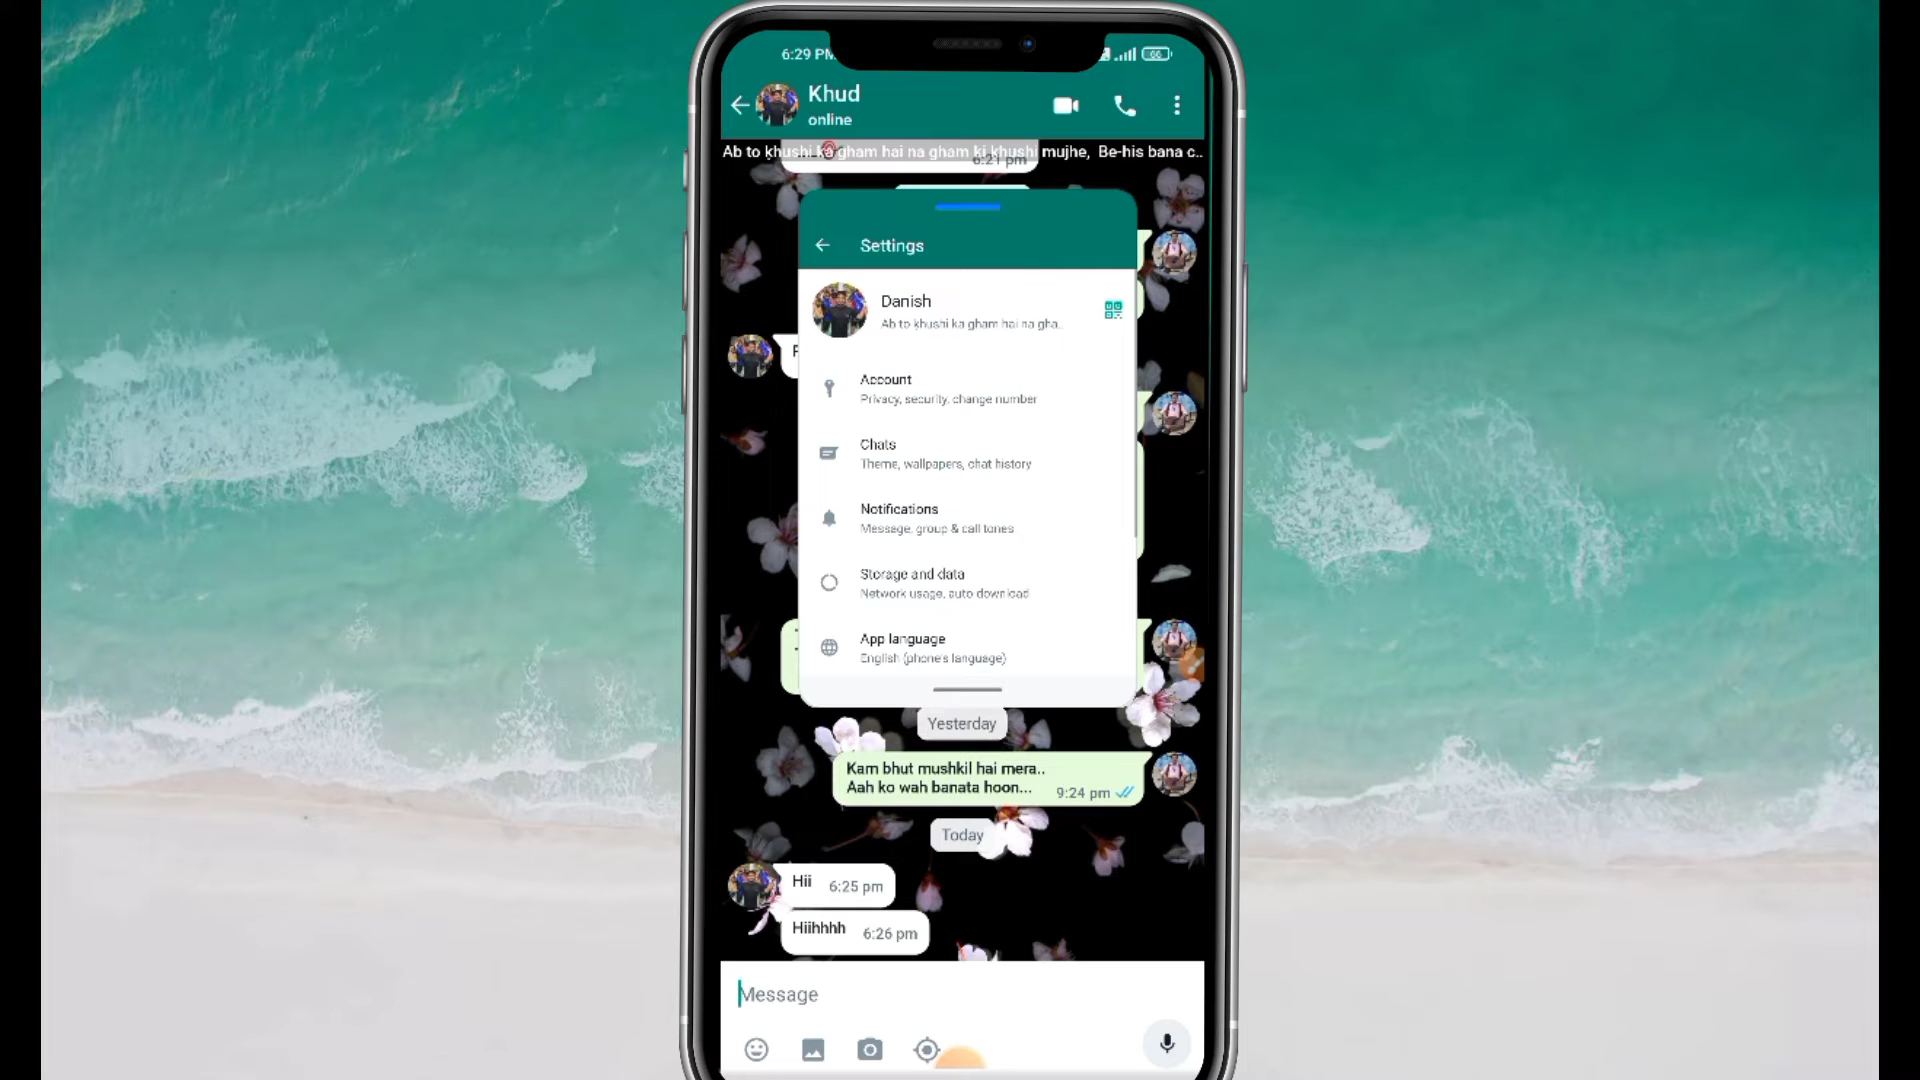 6:29 PM
66
Khud
online
Ab to khushi ka gham hai na gham ki khushi mujhe, Be-his bana c..
6:21 pm
Settings
Danish
Ab to khushi ka gham hai na gha..
Account
Privacy, security, change number
Chats
Theme, wallpapers, chat history
Notifications
Message, group & call tones
Storage and data
Network usage, auto download
App language
English (phone's language)
Yesterday
Kam bhut mushkil hai mera..
Aah ko wah banata hoon...
9:24 pm
Today
Hii
6:25 pm
Hiihhhh
6:26 pm
Message